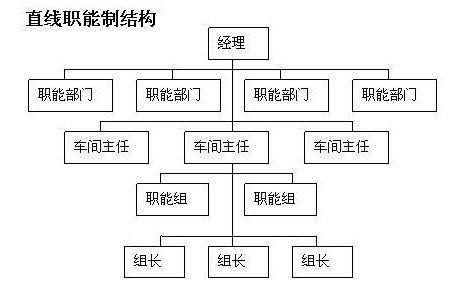 直线职能制结构
经理
职能部门 职能部门 职能部门 职能部门
车间主任 车间主任 车间主任
职能组 职能组
组长 组长 组长